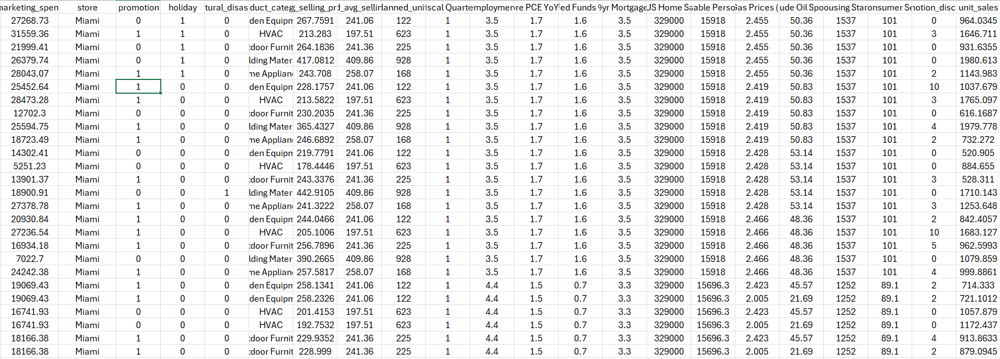 marketing_spen store promotion holiday tural_disas duct_categ _selling_pr d_avg_sellin lanned_uni iscal Quarte employmen re PCE YoY Fed Funds % yr Mortgage US Home S sable Perso Gas Prices ( ude Oil Sp ousing Star onsumer Se notion_disc unit_sales
27268.73 Miami 0 1 0 den Equipm 267.7591 241.06 122 1 3.5 1.7 1.6 3.5 329000 15918 2.455 50.36 1537 101 0 964.0345
31559.36 Miami 1 1 0 HVAC 213.283 197.51 623 1 3.5 1.7 1.6 3.5 329000 15918 2.455 50.36 1537 101 3 1646.711
21999.41 Miami 0 1 0 tdoor Furnit 264.1836 241.36 225 1 3.5 1.7 1.6 3.5 329000 15918 2.455 50.36 1537 101 0 931.6355
26379.74 Miami 0 1 0 lding Mater 417.0812 409.86 928 1 3.5 1.7 1.6 3.5 329000 15918 2.455 50.36 1537 101 0 1980.613
28043.07 Miami 1 1 0 me Applian 243.708 258.07 168 1 3.5 1.7 1.6 3.5 329000 15918 2.455 50.36 1537 101 2 1143.983
25452.64 Miami 1 0 0 den Equipm 228.1757 241.06 122 1 3.5 1.7 1.6 3.5 329000 15918 2.419 50.83 1537 101 10 1037.679
28473.28 Miami 1 0 0 HVAC 213.5822 197.51 623 1 3.5 1.7 1.6 3.5 329000 15918 2.419 50.83 1537 101 3 1765.097
12702.3 Miami 0 0 0 tdoor Furnit 230.2035 241.36 225 1 3.5 1.7 1.6 3.5 329000 15918 2.419 50.83 1537 101 0 616.1687
25594.75 Miami 1 0 0 lding Mater 365.4327 409.86 928 1 3.5 1.7 1.6 3.5 329000 15918 2.419 50.83 1537 101 4 1979.778
18723.49 Miami 1 0 0 me Applian 246.6892 258.07 168 1 3.5 1.7 1.6 3.5 329000 15918 2.419 50.83 1537 101 2 732.272
14302.41 Miami 0 0 0 den Equipm 219.7791 241.06 122 1 3.5 1.7 1.6 3.5 329000 15918 2.428 53.14 1537 101 0 520.905
5251.23 Miami 0 0 0 HVAC 178.4446 197.51 623 1 3.5 1.7 1.6 3.5 329000 15918 2.428 53.14 1537 101 0 884.655
13901.37 Miami 1 0 0 tdoor Furnit 243.3376 241.36 225 1 3.5 1.7 1.6 3.5 329000 15918 2.428 53.14 1537 101 3 528.311
18900.91 Miami 0 0 1 lding Mater 442.9105 409.86 928 1 3.5 1.7 1.6 3.5 329000 15918 2.428 53.14 1537 101 0 1710.143
27378.78 Miami 1 0 0 me Applian 241.3222 258.07 168 1 3.5 1.7 1.6 3.5 329000 15918 2.428 53.14 1537 101 3 1253.648
20930.84 Miami 1 0 0 den Equipm 244.0466 241.06 122 1 3.5 1.7 1.6 3.5 329000 15918 2.466 48.36 1537 101 2 842.4057
27236.54 Miami 1 0 0 HVAC 205.1006 197.51 623 1 3.5 1.7 1.6 3.5 329000 15918 2.466 48.36 1537 101 10 1683.127
16934.18 Miami 1 0 0 tdoor Furnit 256.7896 241.36 225 1 3.5 1.7 1.6 3.5 329000 15918 2.466 48.36 1537 101 5 962.5993
7022.7 Miami 0 0 0 lding Mater 390.2665 409.86 928 1 3.5 1.7 1.6 3.5 329000 15918 2.466 48.36 1537 101 0 1079.859
24242.38 Miami 1 0 0 me Applian 257.5817 258.07 168 1 3.5 1.7 1.6 3.5 329000 15918 2.466 48.36 1537 101 4 999.8861
19069.43 Miami 1 0 0 den Equipm 258.1341 241.06 122 1 4.4 1.5 0.7 3.3 329000 15696.3 2.423 45.57 1252 89.1 2 714.333
19069.43 Miami 1 0 0 den Equipm 258.2326 241.06 122 1 4.4 1.5 0.7 3.3 329000 15696.3 2.005 21.69 1252 89.1 2 721.1012
16741.93 Miami 0 0 0 HVAC 201.4153 197.51 623 1 4.4 1.5 0.7 3.3 329000 15696.3 2.423 45.57 1252 89.1 0 1057.879
16741.93 Miami 0 0 0 HVAC 192.7532 197.51 623 1 4.4 1.5 0.7 3.3 329000 15696.3 2.005 21.69 1252 89.1 0 1172.437
18166.38 Miami 1 0 0 tdoor Furnit 229.9352 241.36 225 1 4.4 1.5 0.7 3.3 329000 15696.3 2.423 45.57 1252 89.1 4 913.8633
18166.38 Miami 1 0 0 tdoor Furnit 228.999 241.36 225 1 4.4 1.5 0.7 3.3 329000 15696.3 2.005 21.69 1252 89.1 2 879.0945